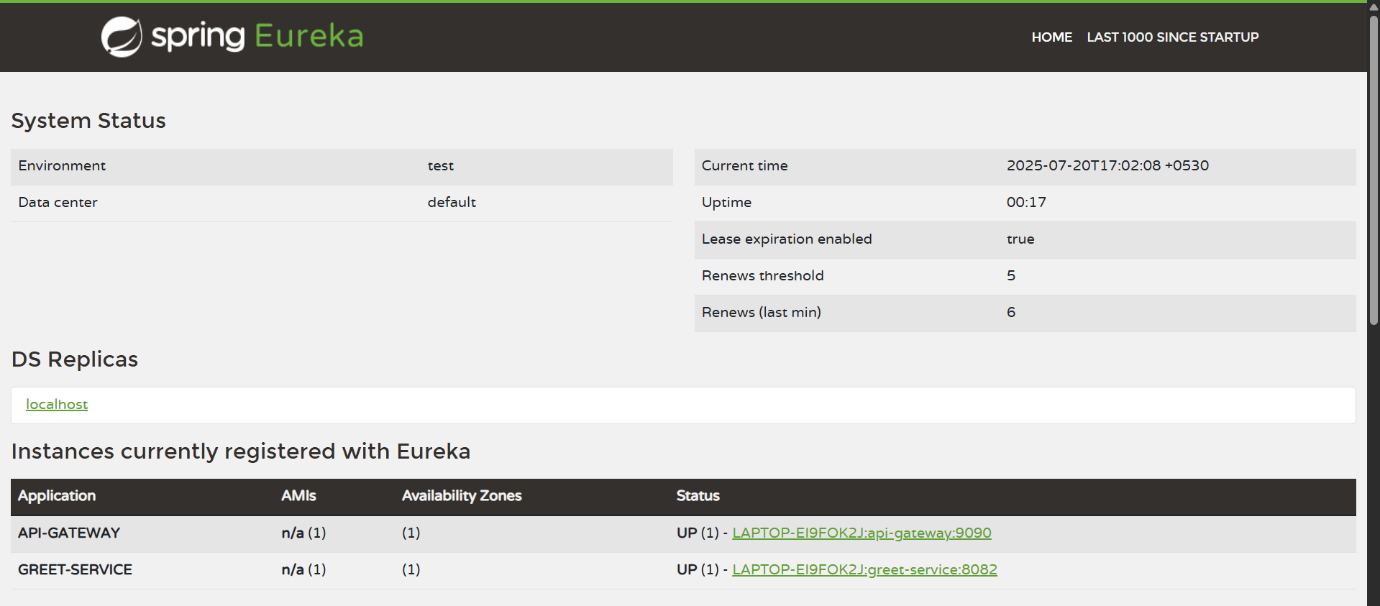 spring Eureka
HOME LAST 1000 SINCE STARTUP
System Status
Environment test
Data center default
Current time 2025-07-20T17:02:08 +0530
Uptime 00:17
Lease expiration enabled true
Renews threshold 5
Renews (last min) 6
DS Replicas
localhost
Instances currently registered with Eureka
Application AMIs Availability Zones Status
API-GATEWAY n/a (1) (1) UP (1) - LAPTOP-EI9FOK2J:api-gateway:9090
GREET-SERVICE n/a (1) (1) UP (1) - LAPTOP-EI9FOK2J:greet-service:8082